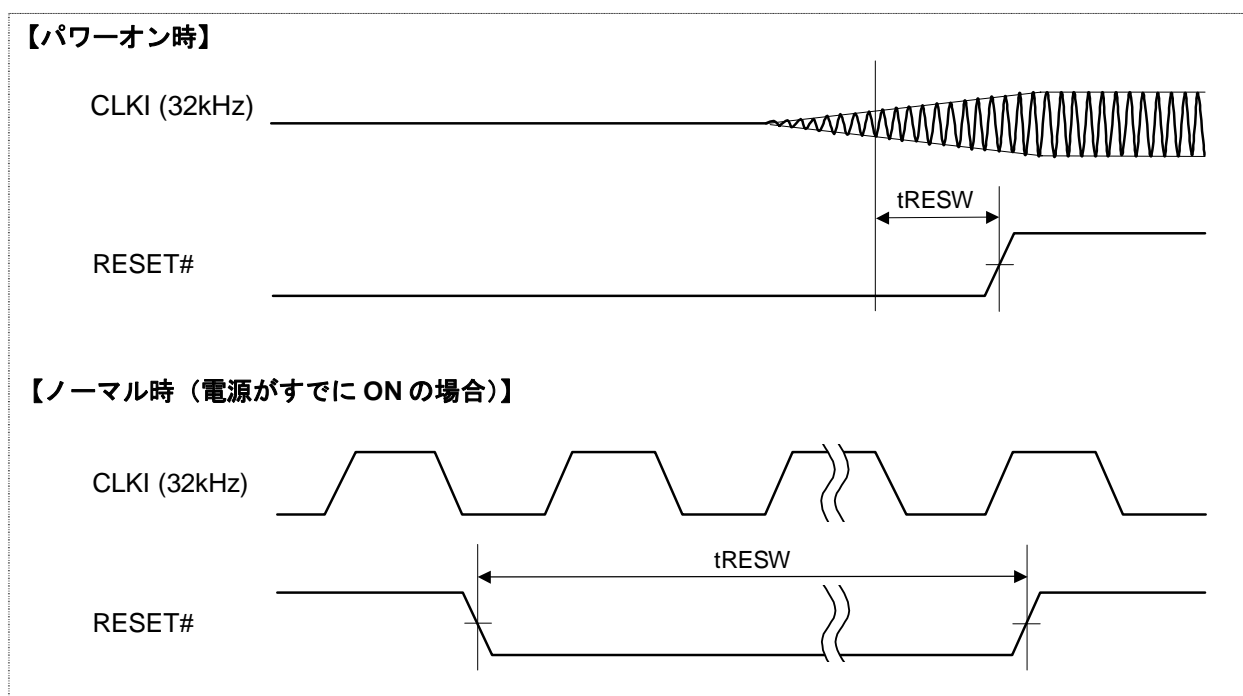 【パワーオン時】
CLKI (32kHz)
tRESW
RESET#
【ノーマル時（電源がすでに ON の場合）】
CLKI (32kHz)
tRESW
RESET#